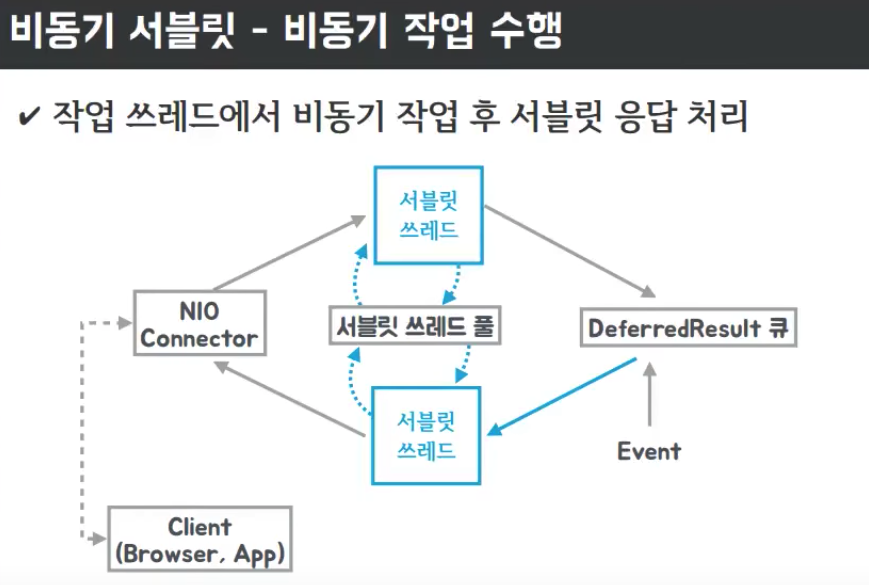 비동기 서블릿 - 비동기 작업 수행
✔ 작업 쓰레드에서 비동기 작업 후 서블릿 응답 처리
서블릿
쓰레드
NIO
Connector
서블릿 쓰레드 풀
DeferredResult 큐
서블릿
쓰레드
Event
Client
(Browser, App)